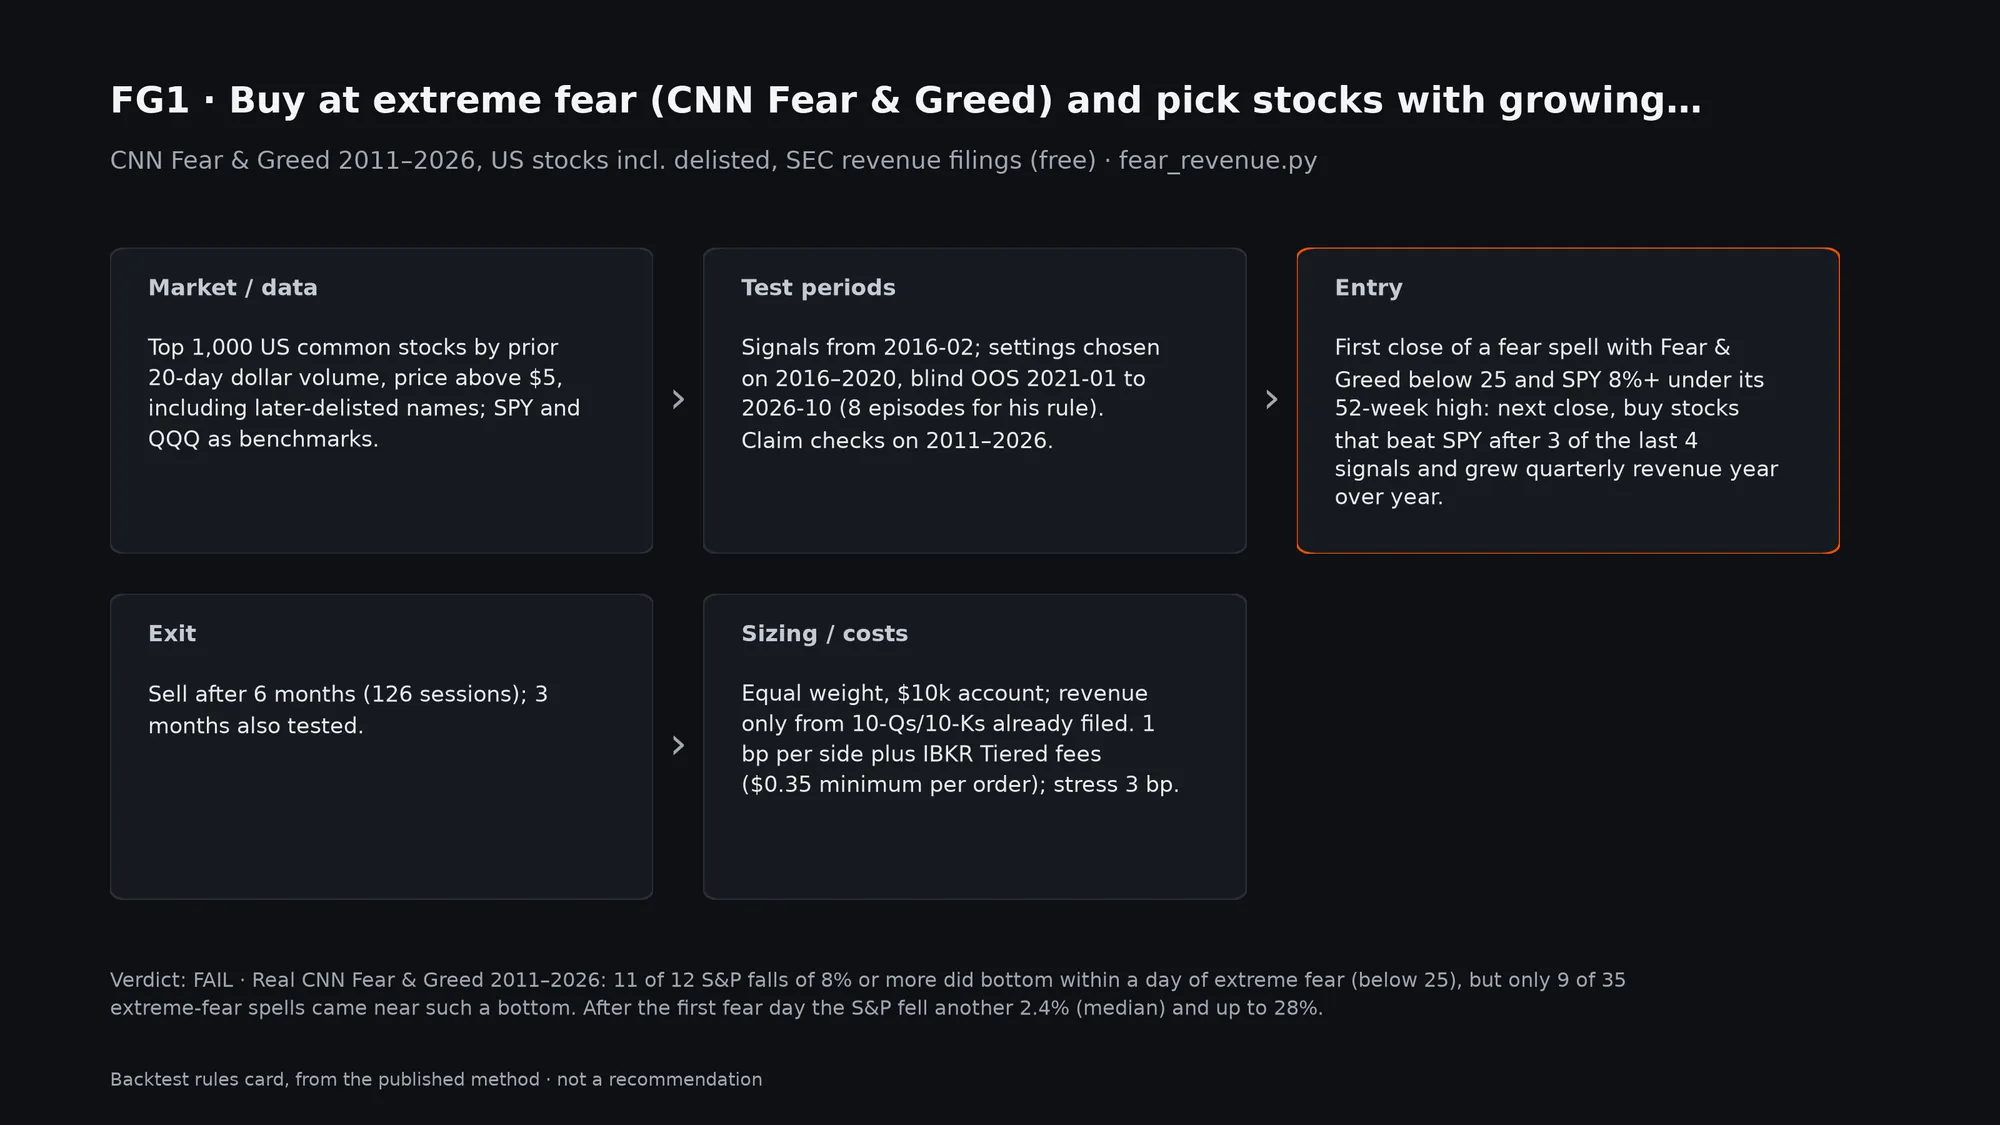 FG1 · Buy at extreme fear (CNN Fear & Greed) and pick stocks with growing…
CNN Fear & Greed 2011–2026, US stocks incl. delisted, SEC revenue filings (free) · fear_revenue.py
Market / data
Top 1,000 US common stocks by prior
20-day dollar volume, price above $5,
including later-delisted names; SPY and
QQQ as benchmarks.
›
Test periods
Signals from 2016-02; settings chosen
on 2016–2020, blind OOS 2021-01 to
2026-10 (8 episodes for his rule).
Claim checks on 2011–2026.
›
Entry
First close of a fear spell with Fear &
Greed below 25 and SPY 8%+ under its
52-week high: next close, buy stocks
that beat SPY after 3 of the last 4
signals and grew quarterly revenue year
over year.
Exit
Sell after 6 months (126 sessions); 3
months also tested.
›
Sizing / costs
Equal weight, $10k account; revenue
only from 10-Qs/10-Ks already filed. 1
bp per side plus IBKR Tiered fees
($0.35 minimum per order); stress 3 bp.
Verdict: FAIL · Real CNN Fear & Greed 2011–2026: 11 of 12 S&P falls of 8% or more did bottom within a day of extreme fear (below 25), but only 9 of 35
extreme-fear spells came near such a bottom. After the first fear day the S&P fell another 2.4% (median) and up to 28%.
Backtest rules card, from the published method · not a recommendation